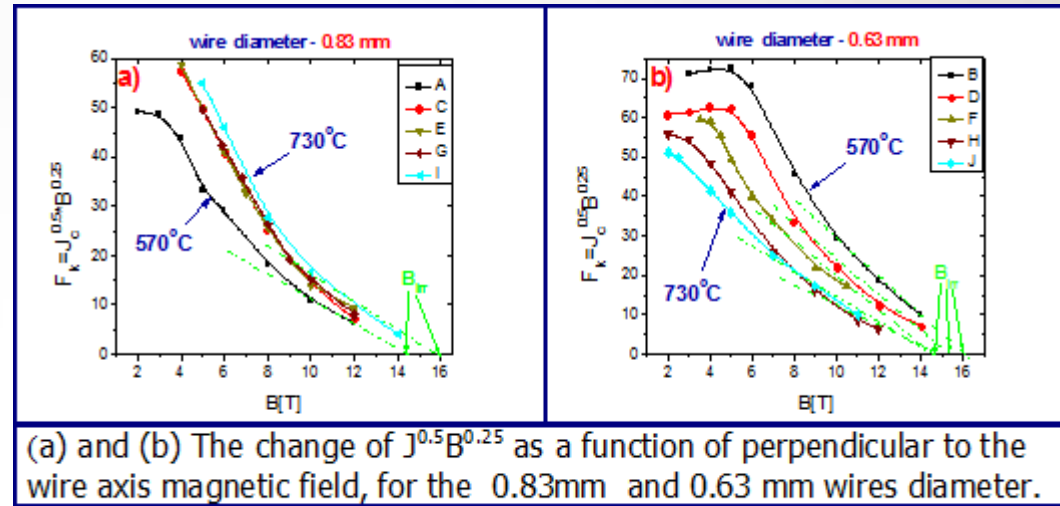 wire diameter - 0.83 mm
a)
A
C
E
G
I
730°C
570°C
B_irr
F_k=J_c^0.5*B^0.25
60
50
40
30
20
10
0
2 4 6 8 10 12 14 16
B[T]
wire diameter - 0.63 mm
b)
B
D
F
H
J
570°C
730°C
B_irr
F_k=J_c^0.5B^0.25
70
60
50
40
30
20
10
0
2 4 6 8 10 12 14 16
B[T]
(a) and (b) The change of J^0.5B^0.25 as a function of perpendicular to the
wire axis magnetic field, for the 0.83mm and 0.63 mm wires diameter.